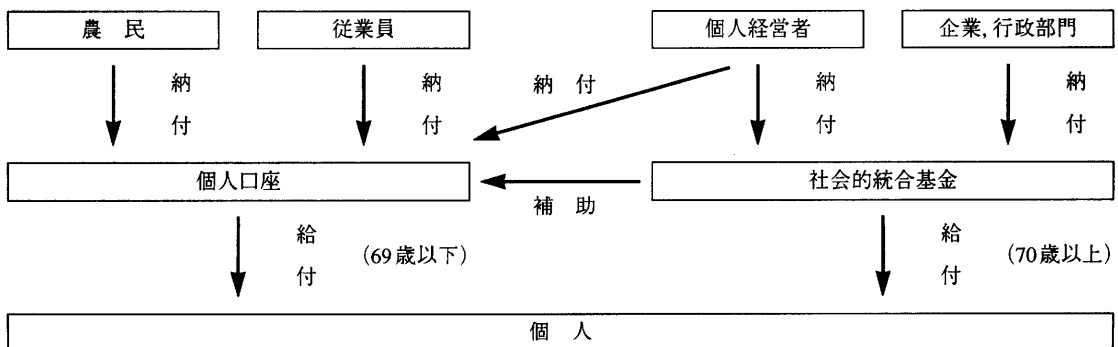 農 民
従業員
個人経営者
企業, 行政部門
納付
納付
納 付
納付
納付
個人口座
補 助
社会的統合基金
給付
(69歳以下)
給付
(70歳以上)
個 人